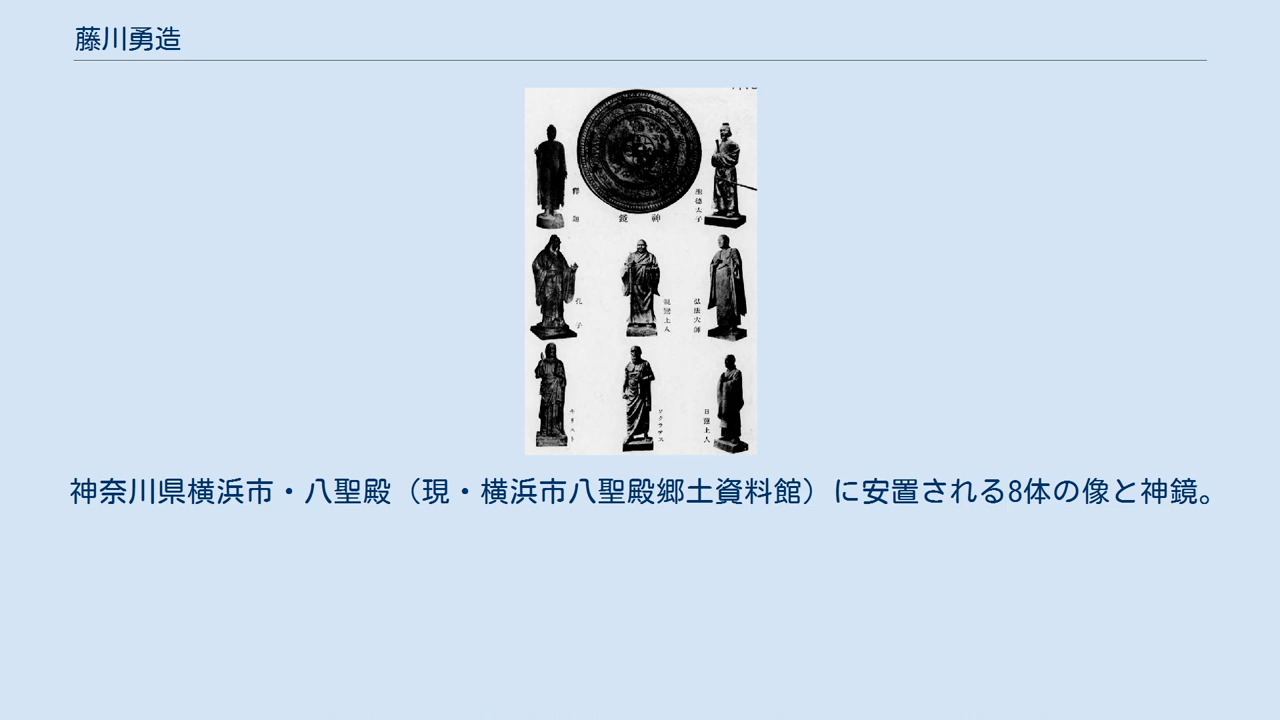 藤川勇造
釋迦
神鏡
聖徳太子
孔子
親鸞上人
弘法大師
キリスト
ソクラテス
日蓮上人
神奈川県横浜市・八聖殿（現・横浜市八聖殿郷土資料館）に安置される8体の像と神鏡。